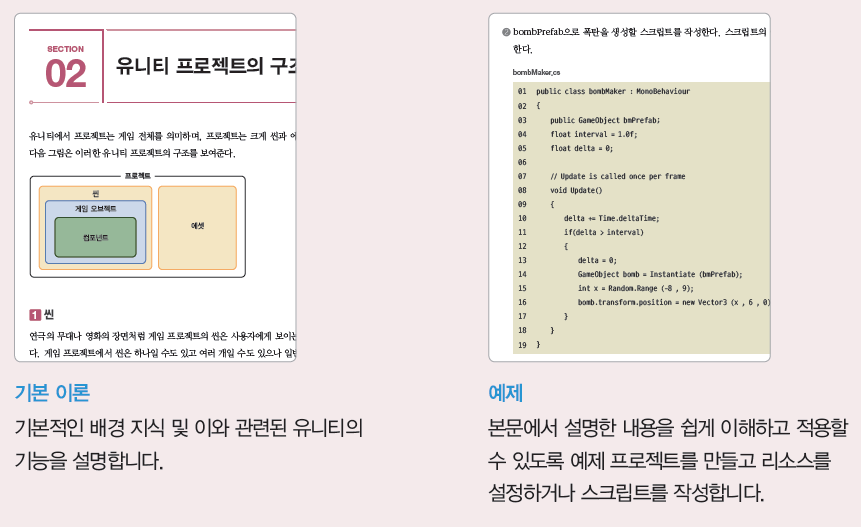 SECTION
02
유니티 프로젝트의 구조
유니티에서 프로젝트는 게임 전체를 의미하며, 프로젝트는 크게 씬과
다음 그림은 이러한 유니티 프로젝트의 구조를 보여준다.
프로젝트
씬
게임 오브젝트
컴포넌트
에셋
1 씬
연극의 무대나 영화의 장면처럼 게임 프로젝트의 씬은 사용자에게 보이는
다. 게임 프로젝트에서 씬은 하나일 수도 있고 여러 개일 수도 있으나
기본 이론
기본적인 배경 지식 및 이와 관련된 유니티의
기능을 설명합니다.
❷ bombPrefab으로 폭탄을 생성할 스크립트를 작성한다. 스크립트의
한다.
bombMaker.cs
01 public class bombMaker : MonoBehaviour
02 {
03 public GameObject bmPrefab;
04 float interval = 1.0f;
05 float delta = 0;
06
07 // Update is called once per frame
08 void Update()
09 {
10 delta += Time.deltaTime;
11 if(delta > interval)
12 {
13 delta = 0;
14 GameObject bomb = Instantiate (bmPrefab);
15 int x = Random.Range (-8 , 9);
16 bomb.transform.position = new Vector3 (x , 6 , 0)
17 }
18 }
19 }
예제
본문에서 설명한 내용을 쉽게 이해하고 적용할
수 있도록 예제 프로젝트를 만들고 리소스를
설정하거나 스크립트를 작성합니다.